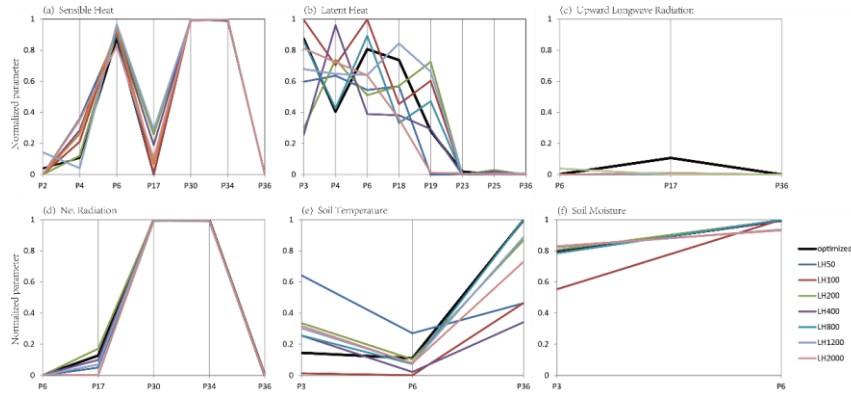 (a) Sensible Heat
(b) Latent Heat
(c) Upward Longwave Radiation
Normalized parameter
1
0.8
0.6
0.4
0.2
0
P2 P4 P6 P17 P30 P34 P36
1
0.8
0.6
0.4
0.2
0
P3 P4 P6 P18 P19 P23 P25 P36
1
0.8
0.6
0.4
0.2
0
P6 P17 P36
(d) Net Radiation
(e) Soil Temperature
(f) Soil Moisture
Normalized parameter
1
0.8
0.6
0.4
0.2
0
P6 P17 P30 P34 P36
1
0.8
0.6
0.4
0.2
0
P3 P6 P36
1
0.8
0.6
0.4
0.2
0
P3 P6
optimized
LH50
LH100
LH200
LH400
LH800
LH1200
LH2000